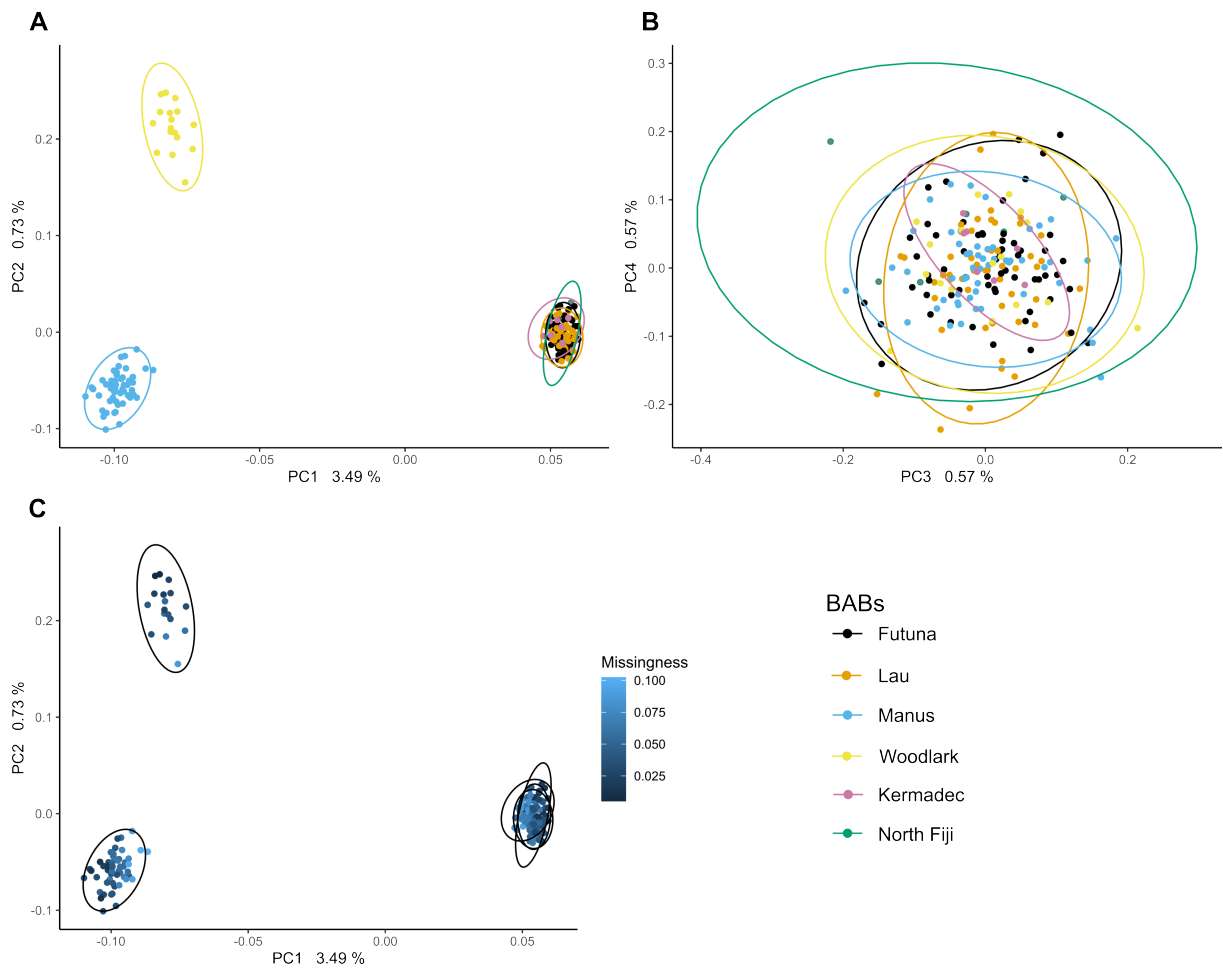 A
0.2
0.1
0.0
-0.1
PC2 0.73 %
-0.10
-0.05
0.00
0.05
PC1 3.49 %
B
0.3
0.2
0.1
0.0
-0.1
-0.2
PC4 0.57 %
-0.4
-0.2
0.0
0.2
PC3 0.57 %
C
0.2
0.1
0.0
-0.1
PC2 0.73 %
-0.10
-0.05
0.00
0.05
PC1 3.49 %
Missingness
0.100
0.075
0.050
0.025
BABs
Futuna
Lau
Manus
Woodlark
Kermadec
North Fiji